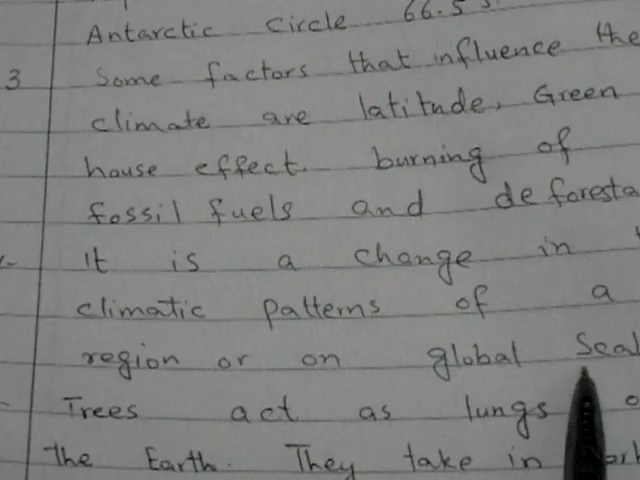 Antarctic Circle 66.5 S.
3 Some factors that influence the
climate are latitude, Green
house effect. burning of
fossil fuels and deforesta
It is a change in
climatic patterns of a
region or on global Scal
Trees act as lungs o
the Earth. They take in